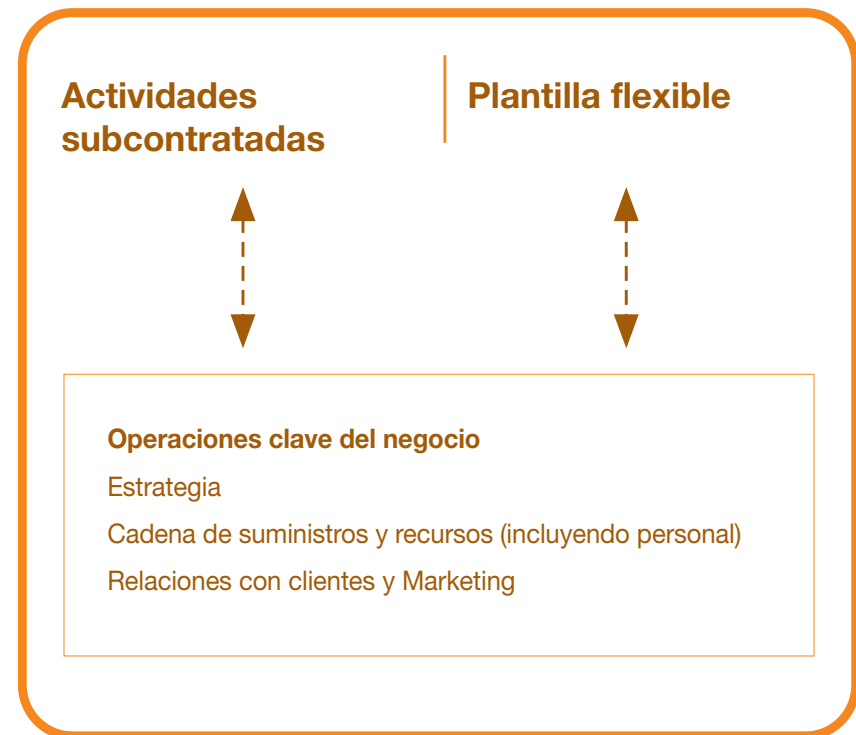 Actividades
subcontratadas
Plantilla flexible
Operaciones clave del negocio
Estrategia
Cadena de suministros y recursos (incluyendo personal)
Relaciones con clientes y Marketing